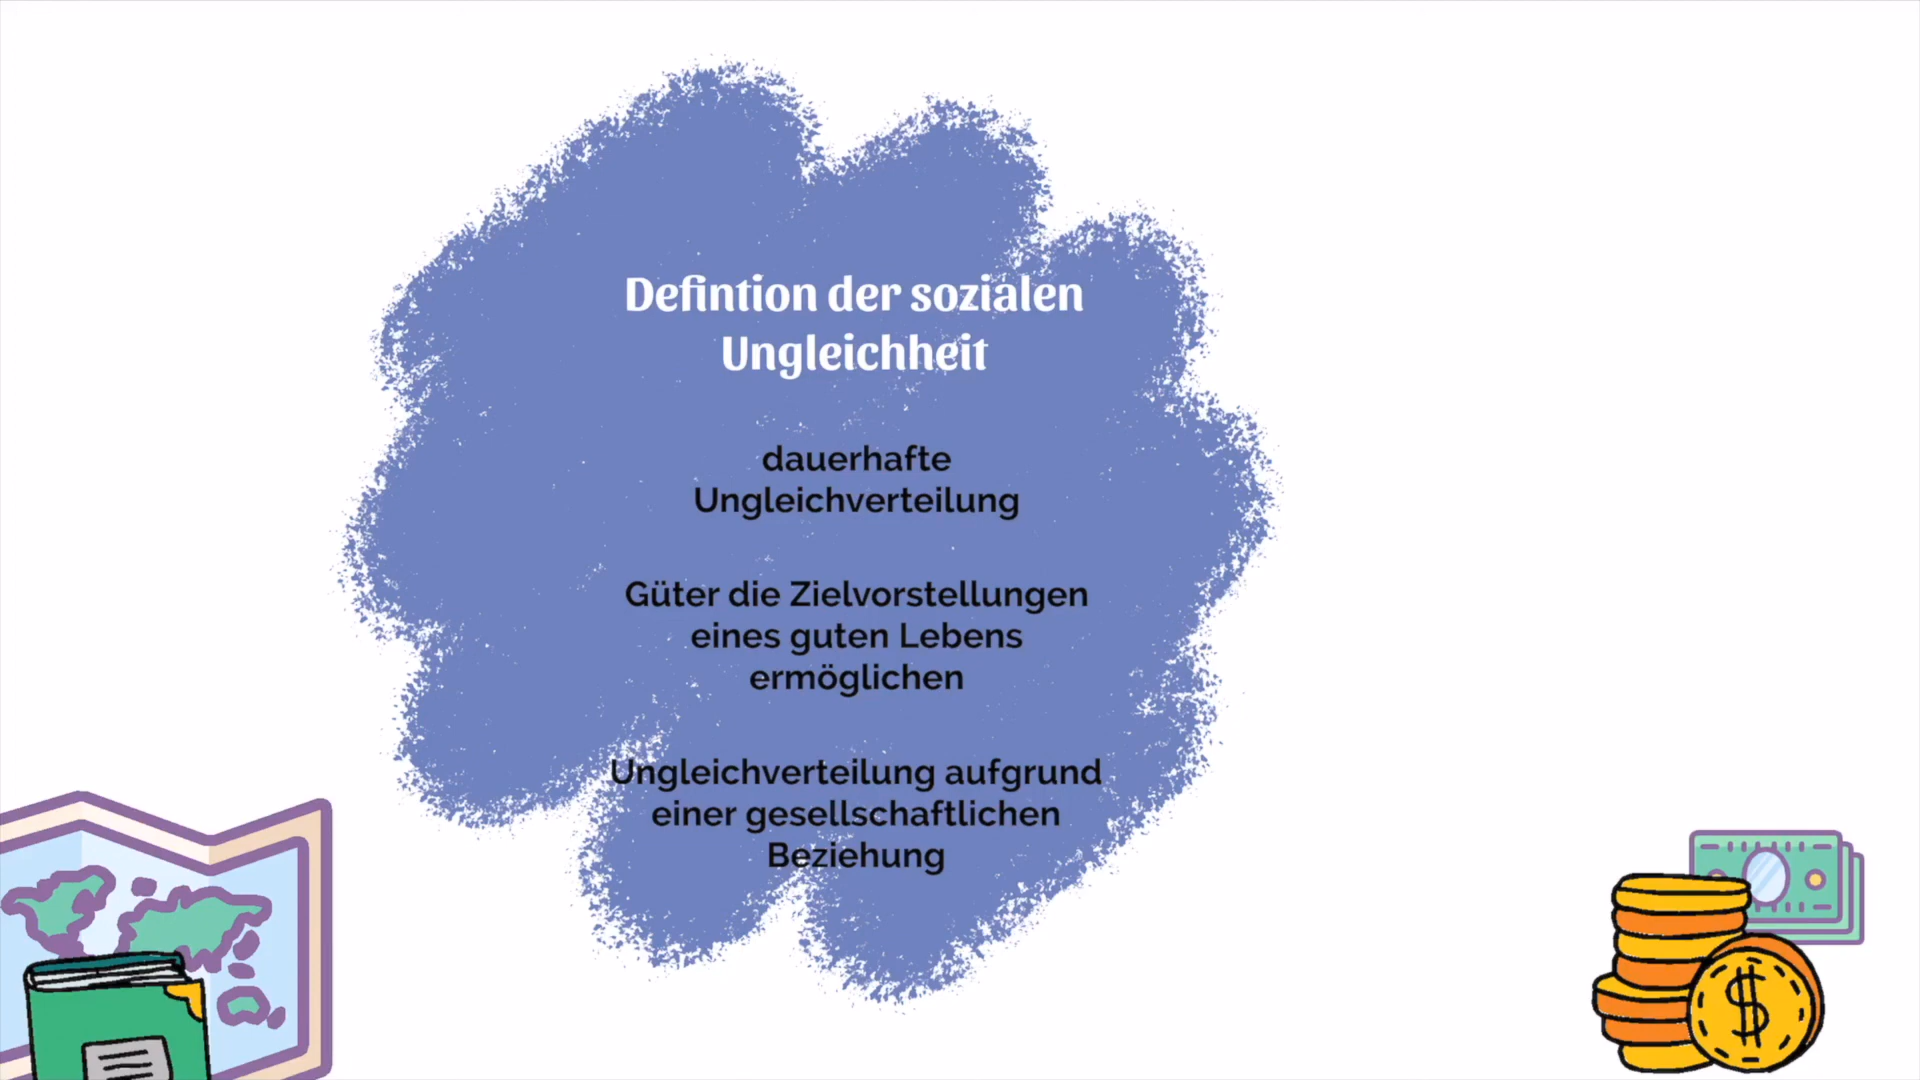 Defintion der sozialen
Ungleichheit
dauerhafte
Ungleichverteilung
Güter die Zielvorstellungen
eines guten Lebens
ermöglichen
Ungleichverteilung aufgrund
einer gesellschaftlichen
Beziehung